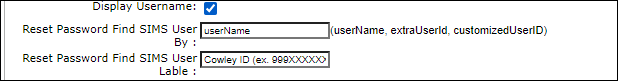 Display Username:
Reset Password Find SIMS User By : userName (userName, extraUserId, customizedUserID)
Reset Password Find SIMS User Lable : Cowley ID (ex. 999XXXXXX